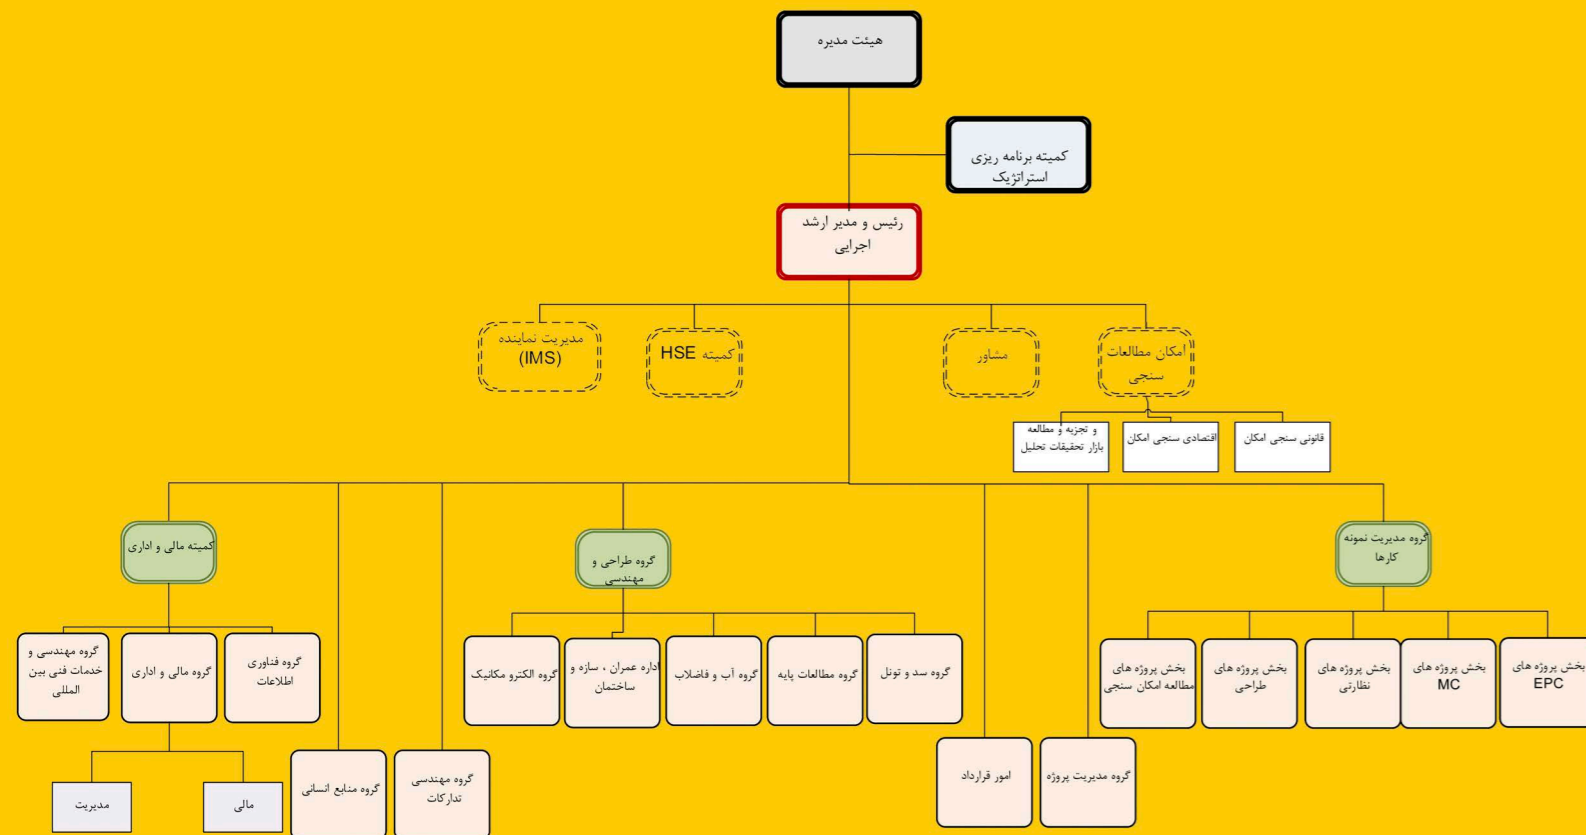 هیئت مدیره
کمیته برنامه ریزی
استراتژیک
رئیس و مدیر ارشد
اجرایی
امکان مطالعات
سنجی
مشاور
کمیته HSE
مدیریت نماینده
(IMS)
قانونی سنجی امکان
اقتصادی سنجی امکان
و تجزیه و مطالعه
بازار تحقیقات تحلیل
گروه مدیریت نمونه
کارها
گروه طراحی و
مهندسی
کمیته مالی و اداری
بخش پروژه های
EPC
بخش پروژه های
MC
بخش پروژه های
نظارتی
بخش پروژه های
طراحی
بخش پروژه های
مطالعه امکان سنجی
گروه سد و تونل
گروه مطالعات پایه
گروه آب و فاضلاب
اداره عمران ، سازه و
ساختمان
گروه الکترو مکانیک
گروه فناوری
اطلاعات
گروه مالی و اداری
گروه مهندسی و
خدمات فنی بین
المللی
گروه مدیریت پروژه
امور قرارداد
گروه مهندسی
تدارکات
گروه منابع انسانی
مالی
مدیریت